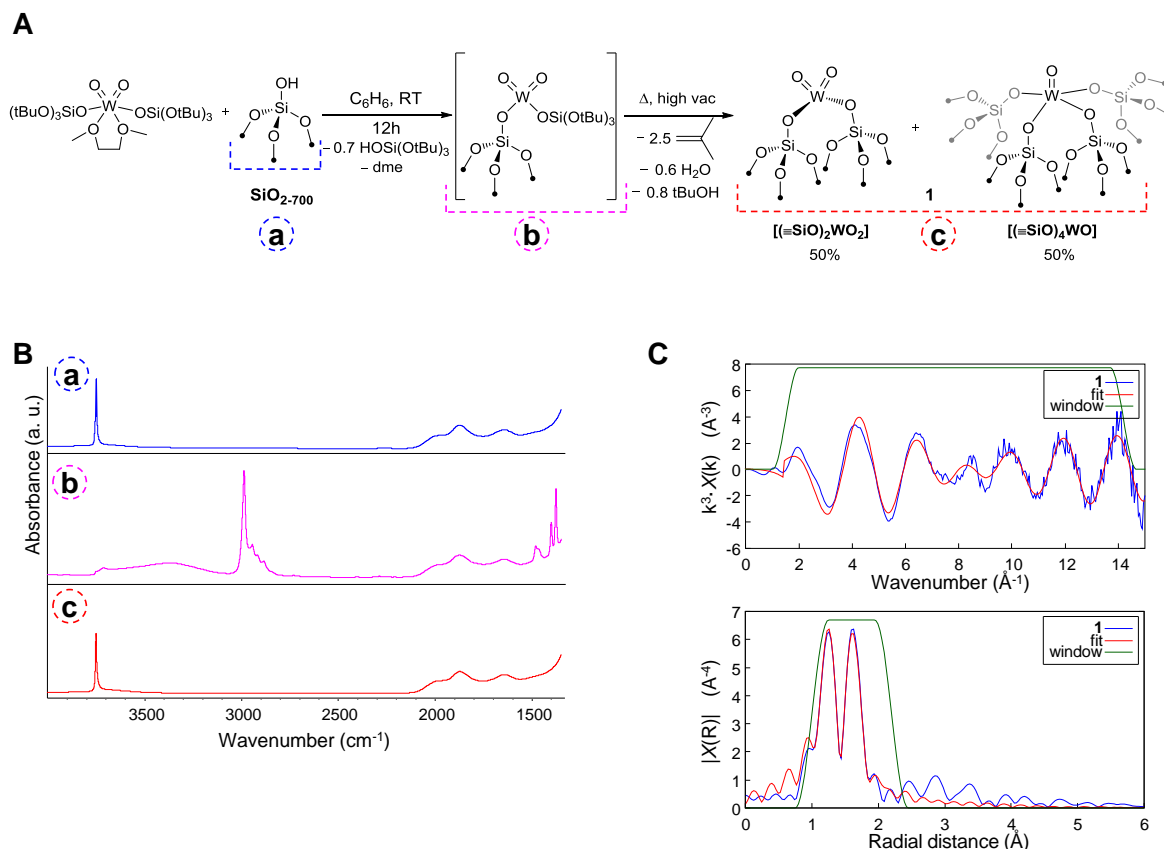 A
O O
W
(tBuO)₃SiO OSi(OtBu)₃
O O
+
OH
Si
O O
O
SiO₂₋₇₀₀
a
C₆H₆, RT
12h
− 0.7 HOSi(OtBu)₃
− dme
O O
W
O OSi(OtBu)₃
Si
O O
O
b
Δ, high vac
− 2.5
− 0.6 H₂O
− 0.8 tBuOH
O O
W
O O
Si Si
O O O O
O O
[(≡SiO)₂WO₂]
50%
+
1
c
O
W
O O
Si Si
O O O O O O
O O
Si Si
O O O O
O O
[(≡SiO)₄WO]
50%
B
Absorbance (a. u.)
a
b
c
3500 3000 2500 2000 1500
Wavenumber (cm⁻¹)
C
k³·X(k) (A⁻³)
8
6
4
2
0
-2
-4
-6
1
fit
window
0 2 4 6 8 10 12 14
Wavenumber (Å⁻¹)
|X(R)| (A⁻⁴)
7
6
5
4
3
2
1
0
1
fit
window
0 1 2 3 4 5 6
Radial distance (Å)